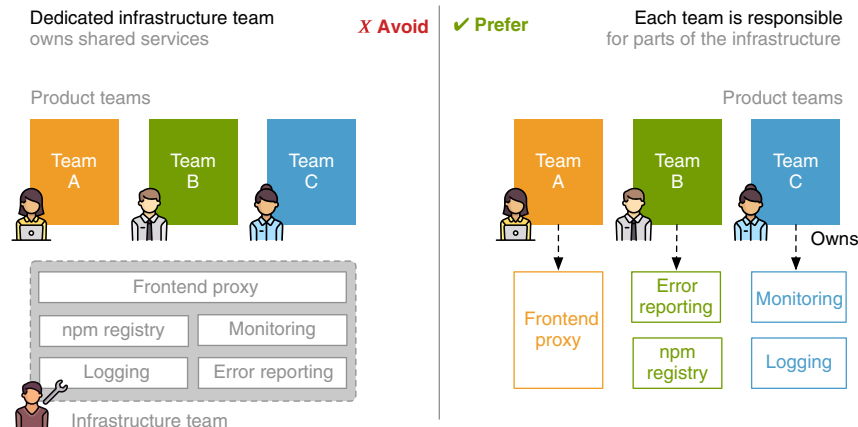 Dedicated infrastructure team
owns shared services
X Avoid
Product teams
Team
A
Team
B
Team
C
Frontend proxy
npm registry
Monitoring
Logging
Error reporting
Infrastructure team
✔ Prefer
Each team is responsible
for parts of the infrastructure
Product teams
Team
A
Team
B
Team
C
Owns
Frontend
proxy
Error
reporting
npm
registry
Monitoring
Logging